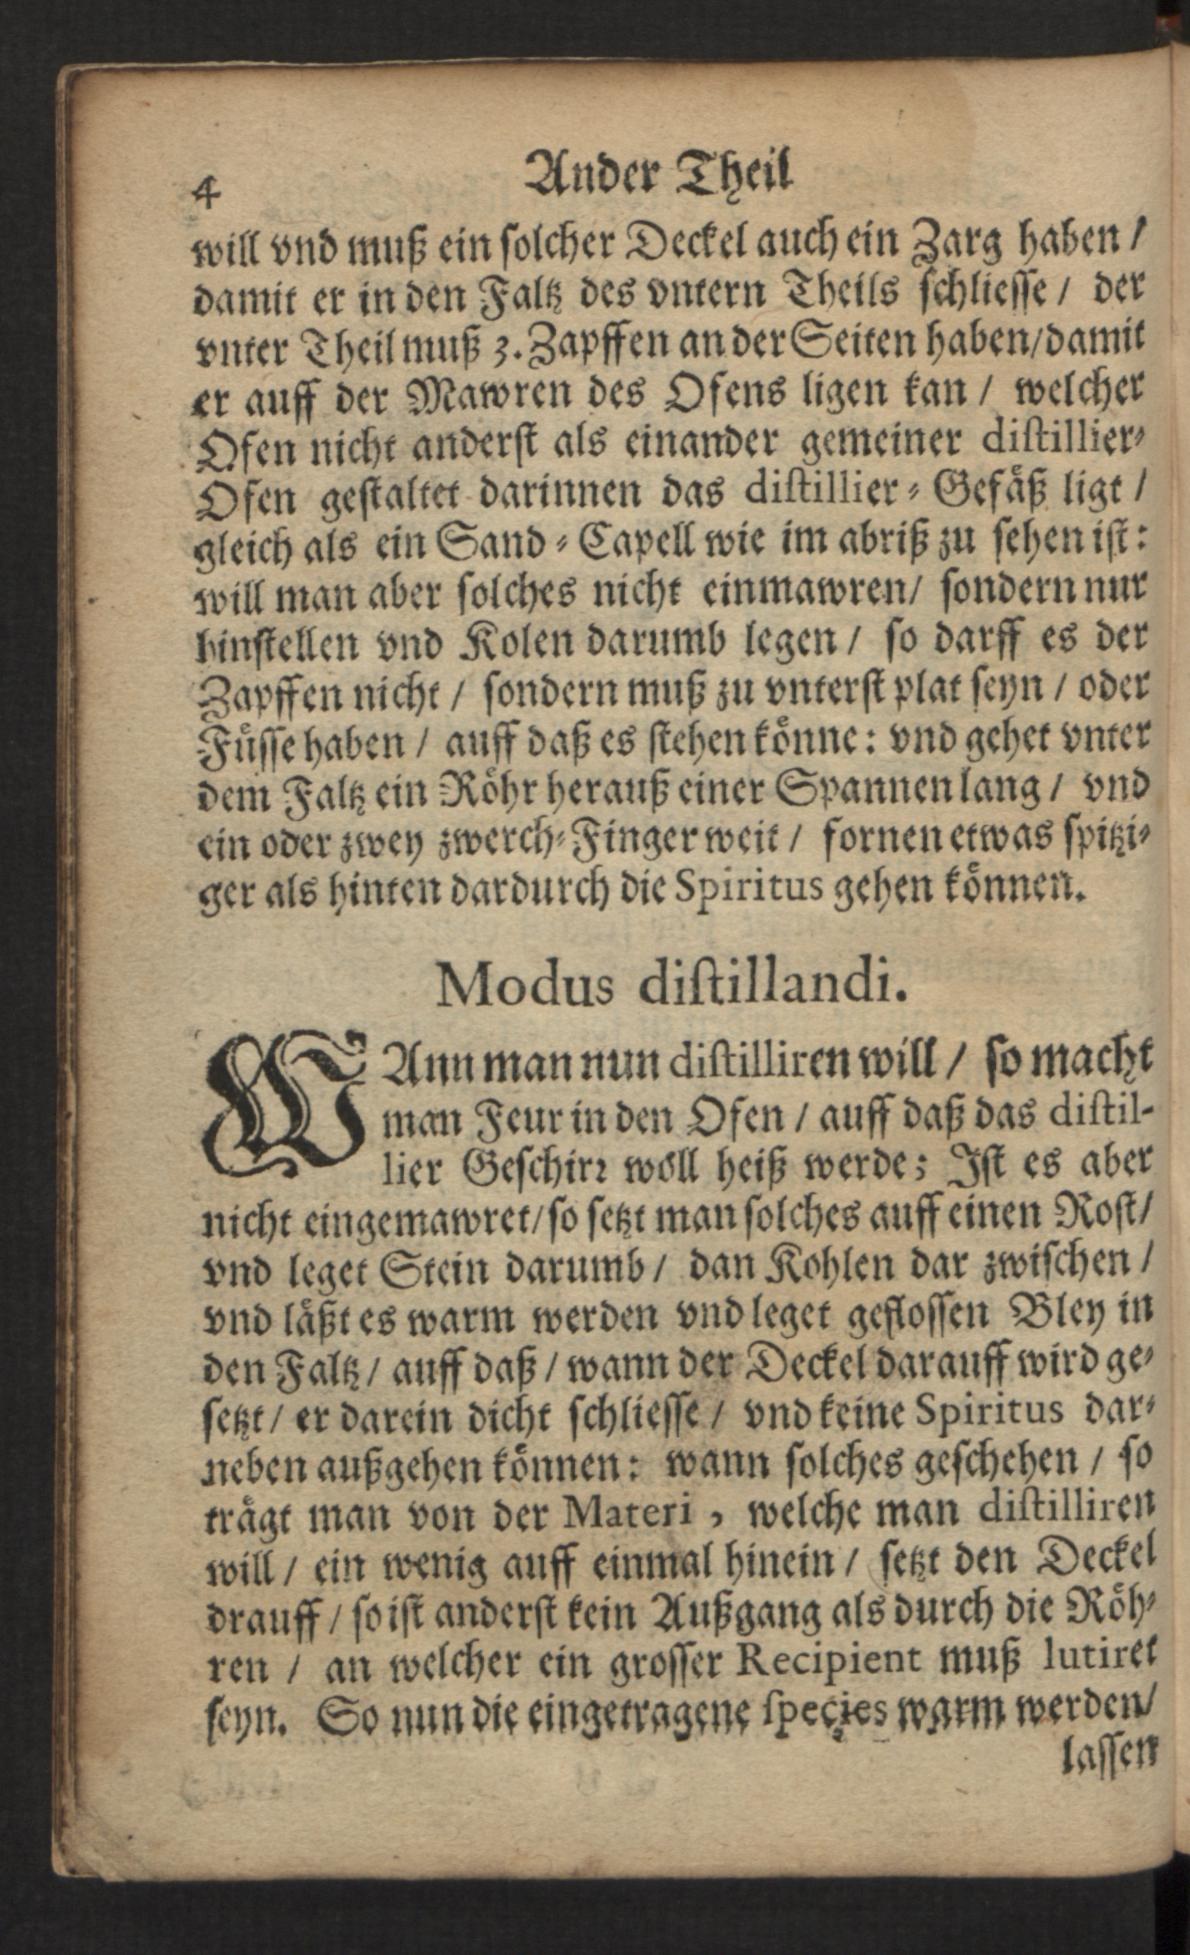 4 Ander Theil
will vnd muß ein solcher Deckel auch ein Zarg haben /
damit er in den Faltz des vntern Theils schliesse / der
vnter Theil muß 3. Zapffen an der Seiten haben / damit
er auff der Mawren des Ofens ligen kan / welcher
Ofen nicht anderst als einander gemeiner distillier-
Ofen gestaltet darinnen das distillier-Gefäß ligt /
gleich als ein Sand-Capell wie im abriß zu sehen ist:
will man aber solches nicht einmawren / sondern nur
hinstellen vnd Kolen darumb legen / so darff es der
Zapffen nicht / sondern muß zu vnterst plat seyn / oder
Füsse haben / auff daß es stehen könne: vnd gehet vnter
dem Faltz ein Röhr herauß einer Spannen lang / vnd
ein oder zwey zwerch-Finger weit / fornen etwas spitzi-
ger als hinten dardurch die Spiritus gehen können.
Modus distillandi.
WAnn man nun distilliren will / so macht
man Feur in den Ofen / auff daß das distil-
lier Geschirr woll heiß werde; Ist es aber
nicht eingemawret / so setzt man solches auff einen Rost /
vnd leget Stein darumb / dan Kohlen dar zwischen /
vnd läßt es warm werden vnd leget geflossen Bley in
den Faltz / auff daß / wann der Deckel darauff wird ge-
setzt / er darein dicht schliesse / vnd keine Spiritus dar-
neben außgehen können: wann solches geschehen / so
trägt man von der Materi, welche man distilliren
will / ein wenig auff einmal hinein / setzt den Deckel
drauff / so ist anderst kein Außgang als durch die Röh-
ren / an welcher ein grosser Recipient muß lutiret
seyn. So nun die eingetragene species warm werden /
lassen